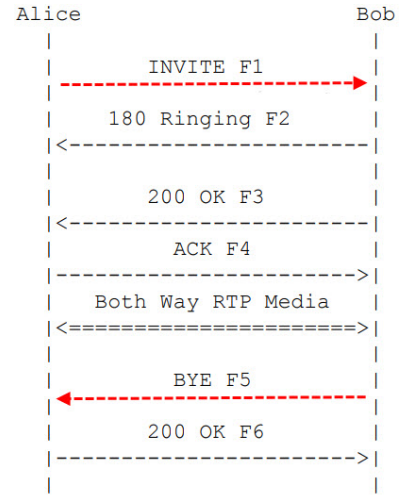 Alice Bob
INVITE F1
180 Ringing F2
200 OK F3
ACK F4
Both Way RTP Media
BYE F5
200 OK F6